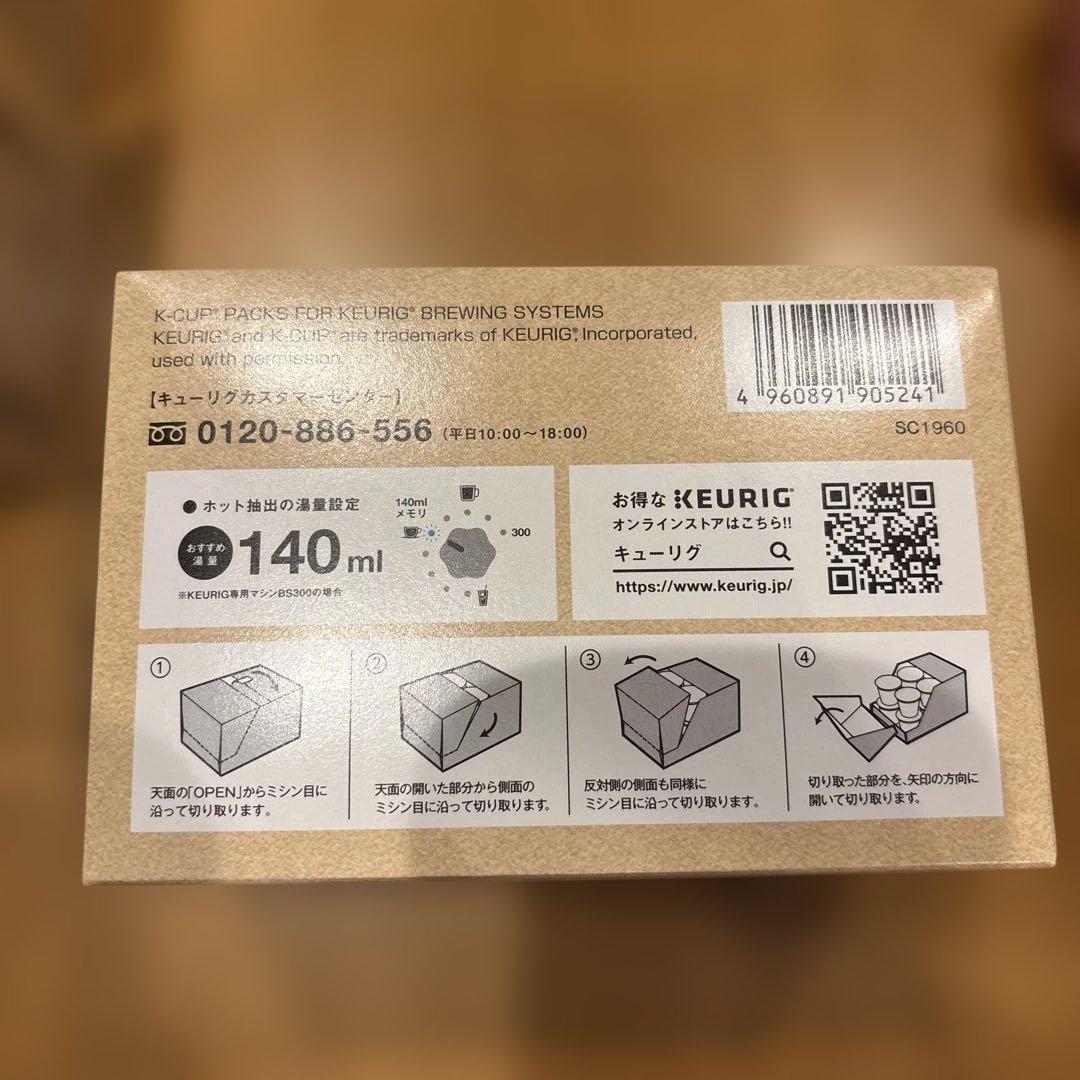 K-CUP® PACKS FOR KEURIG® BREWING SYSTEMS
KEURIG® and K-CUP® are trademarks of KEURIG®, Incorporated,
used with permission.
【キューリグカスタマーセンター】
0120-886-556 (平日10:00〜18:00)
4 960891 905241
SC1960
● ホット抽出の湯量設定
おすすめ
湯量
140ml
※KEURIG専用マシンBS300の場合
140ml
メモリ
300
お得な KEURIG®
オンラインストアはこちら!!
キューリグ
https://www.keurig.jp/
①
天面の「OPEN」からミシン目に
沿って切り取ります。
②
天面の開いた部分から側面の
ミシン目に沿って切り取ります。
③
反対側の側面も同様に
ミシン目に沿って切り取ります。
④
切り取った部分を、矢印の方向に
開いて切り取ります。